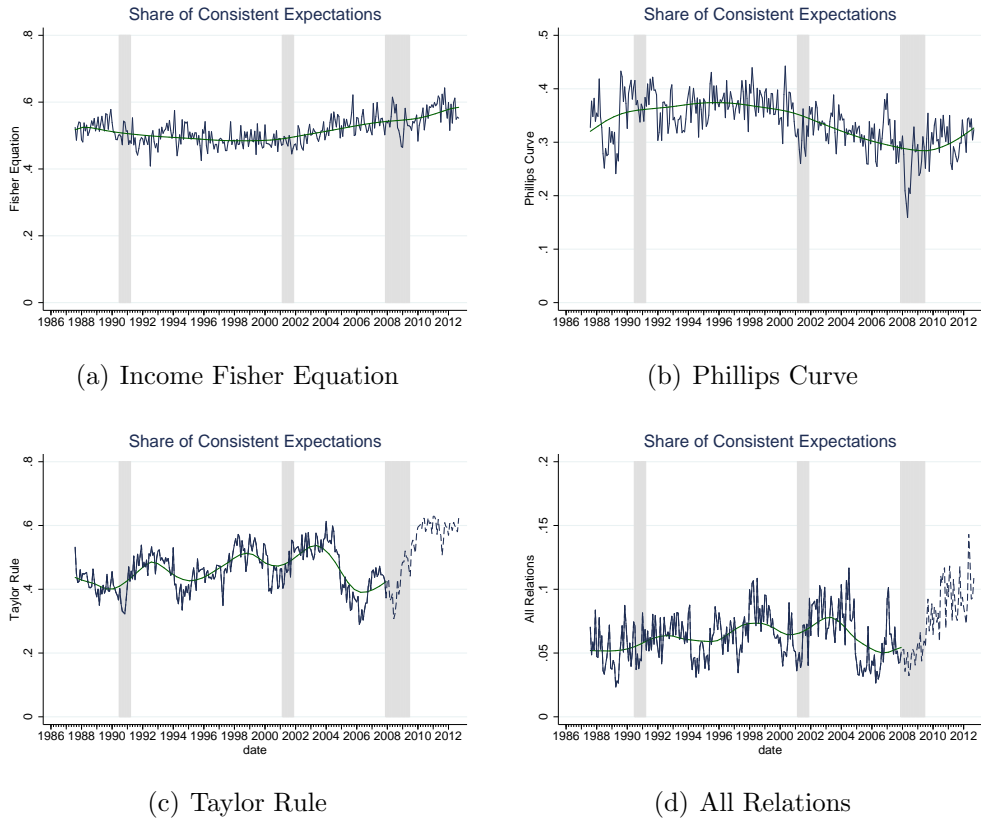 Share of Consistent Expectations
Fisher Equation
0 .2 .4 .6 .8
1986 1988 1990 1992 1994 1996 1998 2000 2002 2004 2006 2008 2010 2012
(a) Income Fisher Equation
Share of Consistent Expectations
Phillips Curve
0 .1 .2 .3 .4 .5
1986 1988 1990 1992 1994 1996 1998 2000 2002 2004 2006 2008 2010 2012
(b) Phillips Curve
Share of Consistent Expectations
Taylor Rule
0 .2 .4 .6 .8
1986 1988 1990 1992 1994 1996 1998 2000 2002 2004 2006 2008 2010 2012
date
(c) Taylor Rule
Share of Consistent Expectations
All Relations
0 .05 .1 .15 .2
1986 1988 1990 1992 1994 1996 1998 2000 2002 2004 2006 2008 2010 2012
date
(d) All Relations